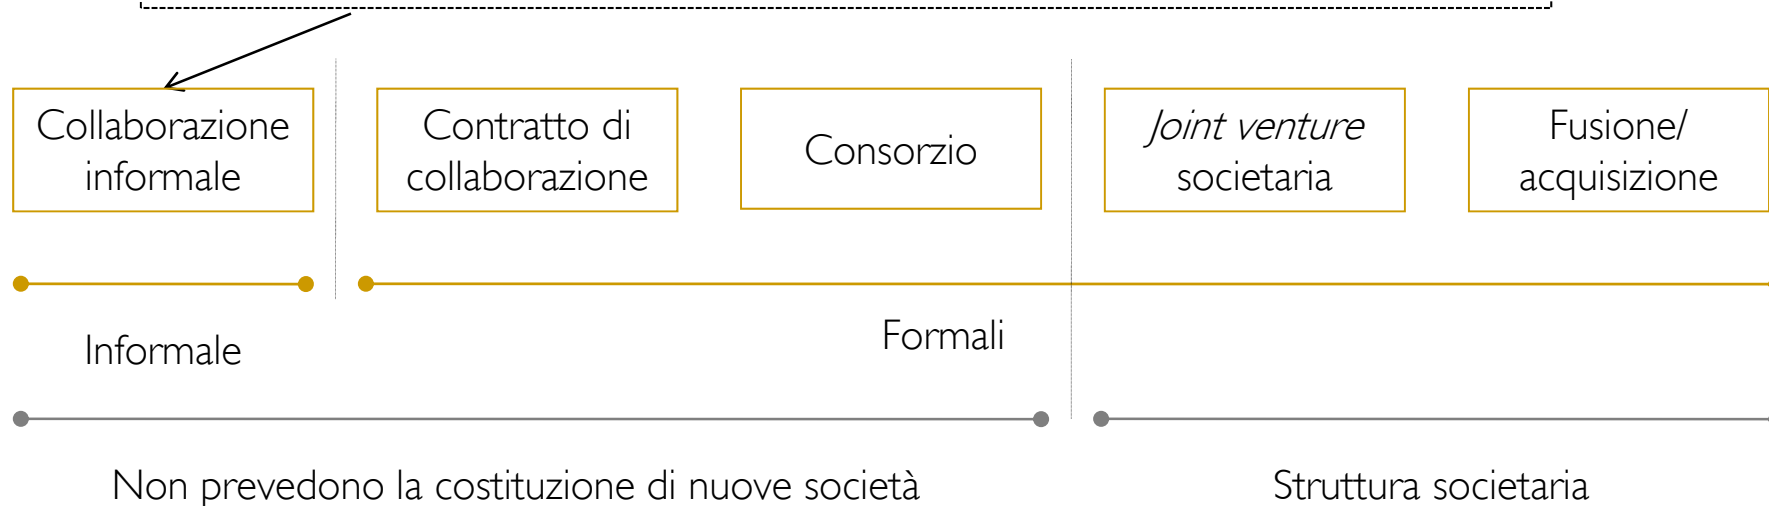 Collaborazione
informale
Contratto di
collaborazione
Consorzio
Joint venture
societaria
Fusione/
acquisizione
Informale
Formali
Non prevedono la costituzione di nuove società
Struttura societaria